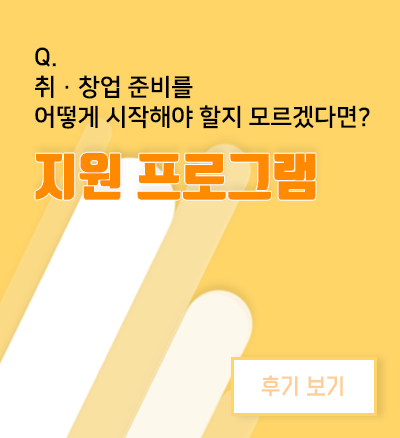 Q.
취 · 창업 준비를
어떻게 시작해야 할지 모르겠다면?
지원 프로그램
후기 보기